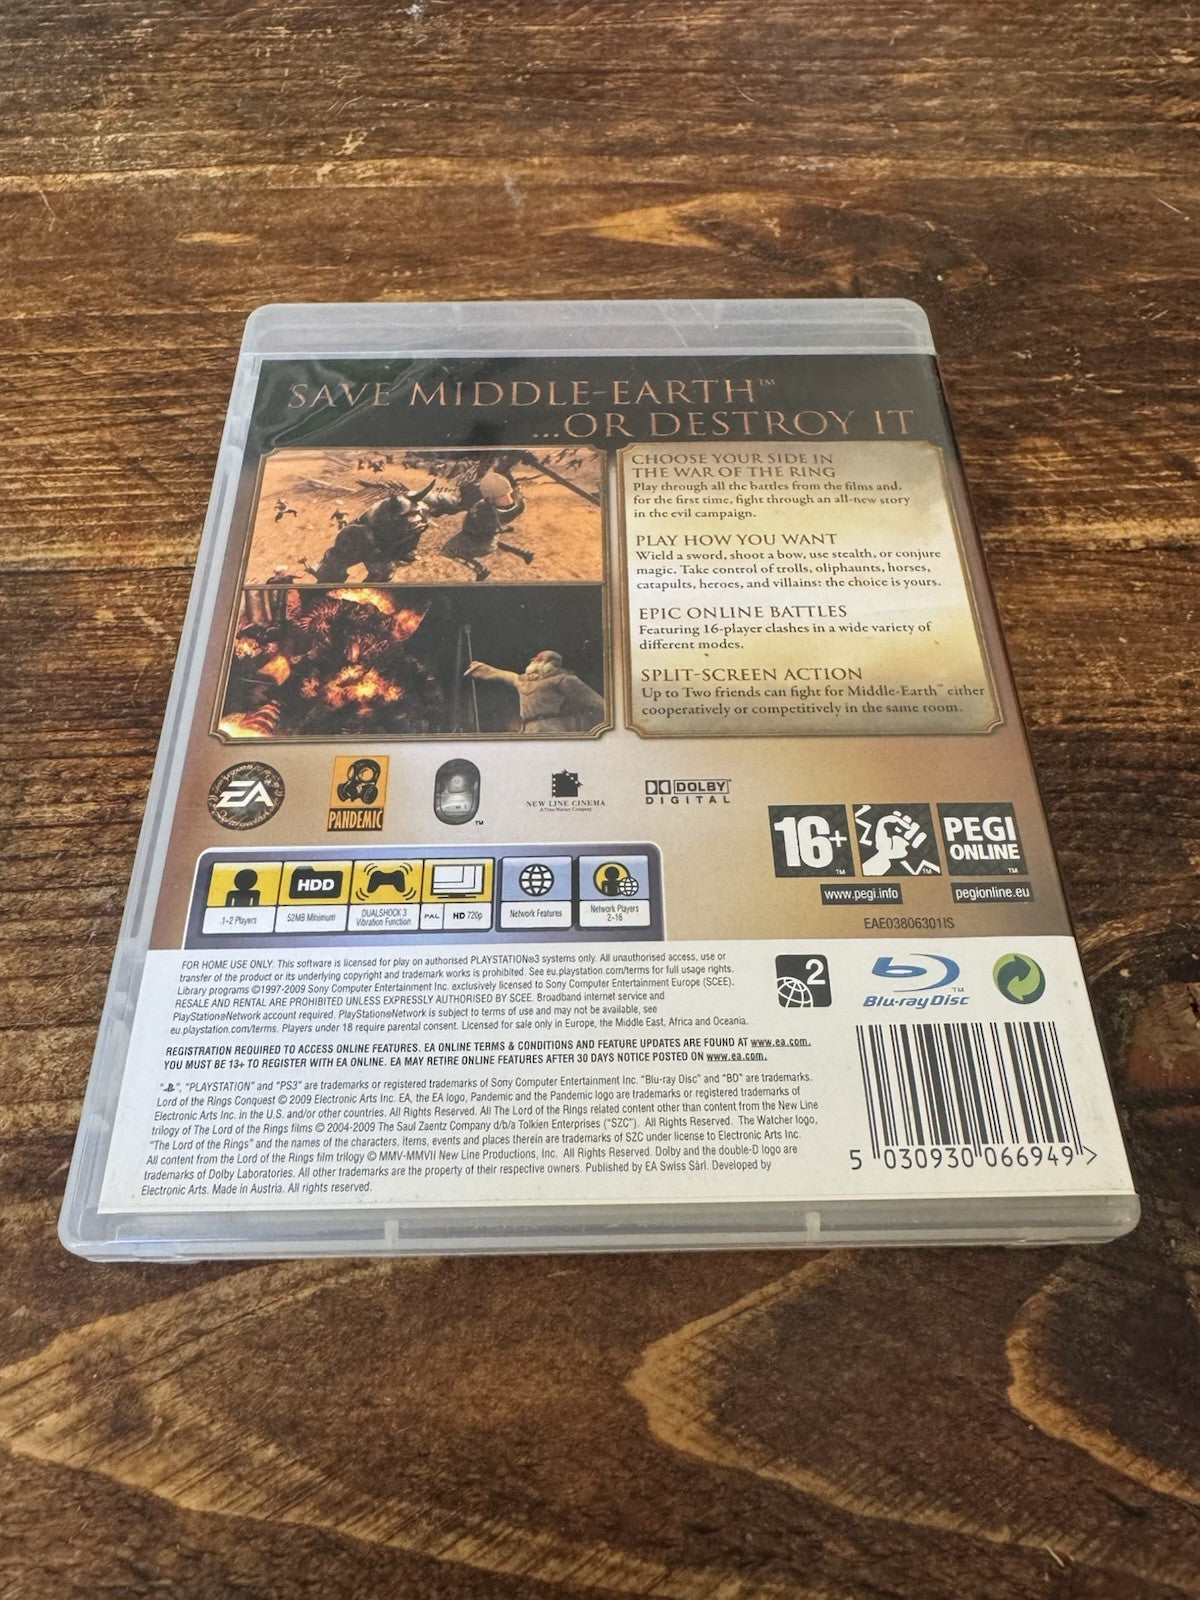 SAVE MIDDLE-EARTH™
...OR DESTROY IT
CHOOSE YOUR SIDE IN
THE WAR OF THE RING
Play through all the battles from the films and,
for the first time, fight through an all-new story
in the evil campaign.
PLAY HOW YOU WANT
Wield a sword, shoot a bow, use stealth, or conjure
magic. Take control of trolls, oliphaunts, horses,
catapults, heroes, and villains: the choice is yours.
EPIC ONLINE BATTLES
Featuring 16-player clashes in a wide variety of
different modes.
SPLIT-SCREEN ACTION
Up to Two friends can fight for Middle-Earth™ either
cooperatively or competitively in the same room.
EA
PANDEMIC
™
NEW LINE CINEMA
A Time Warner Company
DOLBY
DIGITAL
16+
™
™
PEGI
ONLINE
™
www.pegi.info
pegionline.eu
EAE03806301IS
1-2 Players
HDD
52MB Minimum
DUALSHOCK 3
Vibration Function
PAL
HD 720p
Network Features
Network Players
2-16
FOR HOME USE ONLY: This software is licensed for play on authorised PLAYSTATION®3 systems only. All unauthorised access, use or
transfer of the product or its underlying copyright and trademark works is prohibited. See eu.playstation.com/terms for full usage rights.
Library programs ©1997-2009 Sony Computer Entertainment Inc. exclusively licensed to Sony Computer Entertainment Europe (SCEE).
RESALE AND RENTAL ARE PROHIBITED UNLESS EXPRESSLY AUTHORISED BY SCEE. Broadband internet service and
PlayStation®Network account required. PlayStation®Network is subject to terms of use and may not be available, see
eu.playstation.com/terms. Players under 18 require parental consent. Licensed for sale only in Europe, the Middle East, Africa and Oceania.
2
Blu-ray Disc
™
REGISTRATION REQUIRED TO ACCESS ONLINE FEATURES. EA ONLINE TERMS & CONDITIONS AND FEATURE UPDATES ARE FOUND AT www.ea.com.
YOU MUST BE 13+ TO REGISTER WITH EA ONLINE. EA MAY RETIRE ONLINE FEATURES AFTER 30 DAYS NOTICE POSTED ON www.ea.com.
"PS", "PLAYSTATION" and "PS3" are trademarks or registered trademarks of Sony Computer Entertainment Inc. "Blu-ray Disc" and "BD" are trademarks.
Lord of the Rings Conquest © 2009 Electronic Arts Inc. EA, the EA logo, Pandemic and the Pandemic logo are trademarks or registered trademarks of
Electronic Arts Inc. in the U.S. and/or other countries. All Rights Reserved. All The Lord of the Rings related content other than content from the New Line
trilogy of The Lord of the Rings films © 2004-2009 The Saul Zaentz Company d/b/a Tolkien Enterprises ("SZC"). All Rights Reserved. The Watcher logo,
"The Lord of the Rings" and the names of the characters, items, events and places therein are trademarks of SZC under license to Electronic Arts Inc.
All content from the Lord of the Rings film trilogy © MMV-MMVII New Line Productions, Inc. All Rights Reserved. Dolby and the double-D logo are
trademarks of Dolby Laboratories. All other trademarks are the property of their respective owners. Published by EA Swiss Sàrl. Developed by
Electronic Arts. Made in Austria. All rights reserved.
5 030930 066949 >